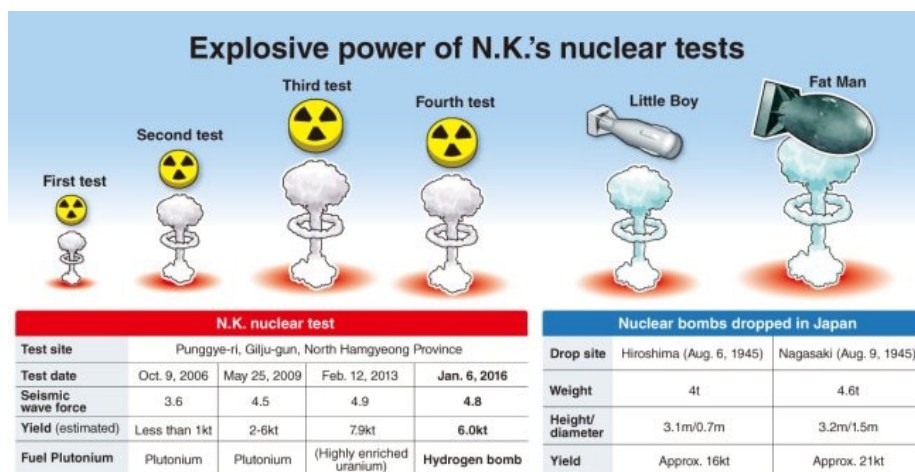 Explosive power of N.K.'s nuclear tests
First test
Second test
Third test
Fourth test
Little Boy
Fat Man
N.K. nuclear test
Test site Punggye-ri, Gilju-gun, North Hamgyeong Province
Test date Oct. 9, 2006 May 25, 2009 Feb. 12, 2013 Jan. 6, 2016
Seismic wave force 3.6 4.5 4.9 4.8
Yield (estimated) Less than 1kt 2-6kt 7.9kt 6.0kt
Fuel Plutonium Plutonium Plutonium (Highly enriched uranium) Hydrogen bomb
Nuclear bombs dropped in Japan
Drop site Hiroshima (Aug. 6, 1945) Nagasaki (Aug. 9, 1945)
Weight 4t 4.6t
Height/diameter 3.1m/0.7m 3.2m/1.5m
Yield Approx. 16kt Approx. 21kt